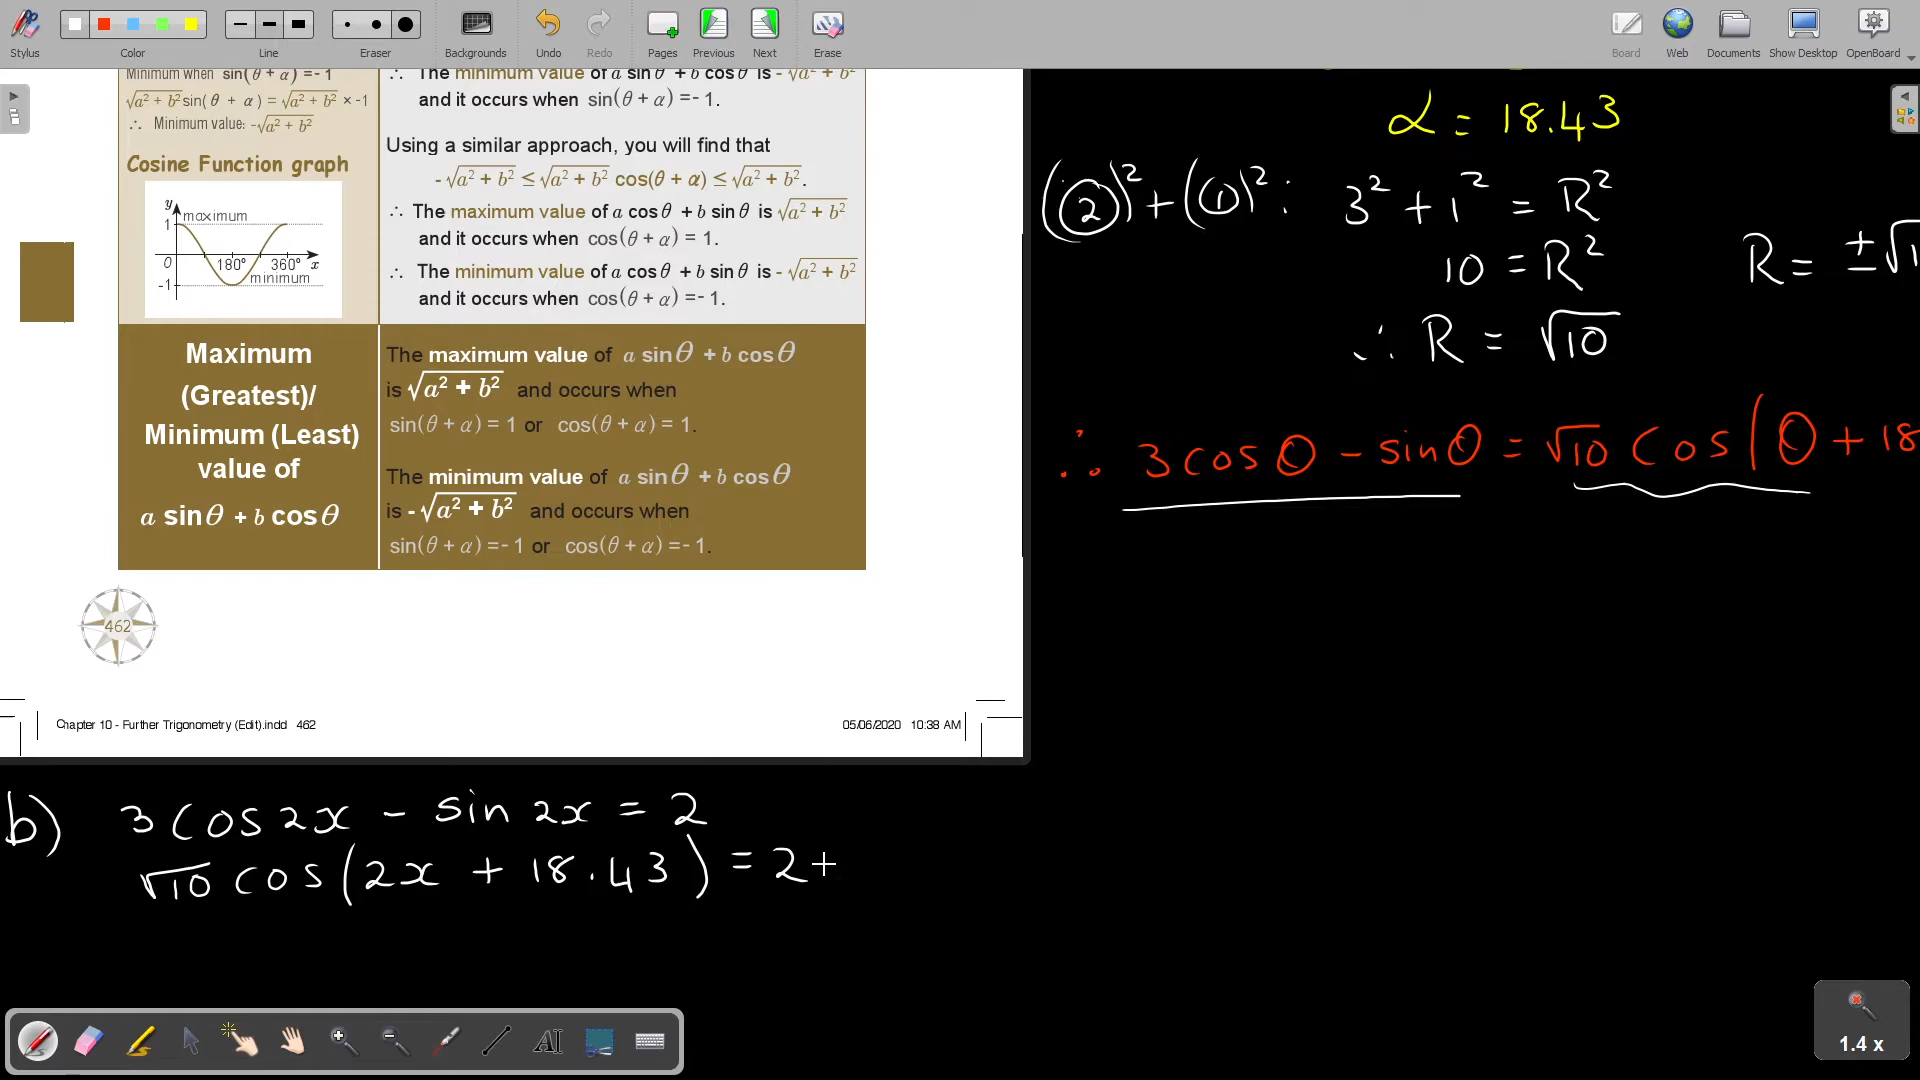 Stylus
Color
Line
Eraser
Backgrounds
Undo
Redo
Pages
Previous
Next
Erase
Board
Web
Documents
Show Desktop
OpenBoard
Minimum when sin(θ + α) = - 1
√a² + b² sin( θ + α ) = √a² + b² × -1
∴ Minimum value: -√a² + b²
Cosine Function graph
y
maximum
1
0
180°
360°
x
-1
minimum
∴ The minimum value of a sin θ + b cos θ is - √a² + b²
and it occurs when sin(θ + α) = - 1.
Using a similar approach, you will find that
- √a² + b² ≤ √a² + b² cos(θ + α) ≤ √a² + b².
∴ The maximum value of a cos θ + b sin θ is √a² + b²
and it occurs when cos(θ + α) = 1.
∴ The minimum value of a cos θ + b sin θ is - √a² + b²
and it occurs when cos(θ + α) = - 1.
Maximum
(Greatest)/
Minimum (Least)
value of
a sin θ + b cos θ
The maximum value of a sin θ + b cos θ
is √a² + b² and occurs when
sin(θ + α) = 1 or cos(θ + α) = 1.
The minimum value of a sin θ + b cos θ
is - √a² + b² and occurs when
sin(θ + α) = - 1 or cos(θ + α) = - 1.
462
Chapter 10 - Further Trigonometry (Edit).indd 462
05/06/2020 10:38 AM
α = 18.43
(②)² + (①)² : 3² + 1² = R²
10 = R²
R = ±√1
∴ R = √10
∴ 3 cos θ - sin θ = √10 cos (θ + 18
b) 3 cos 2x - sin 2x = 2
√10 cos (2x + 18.43) = 2
1.4 x